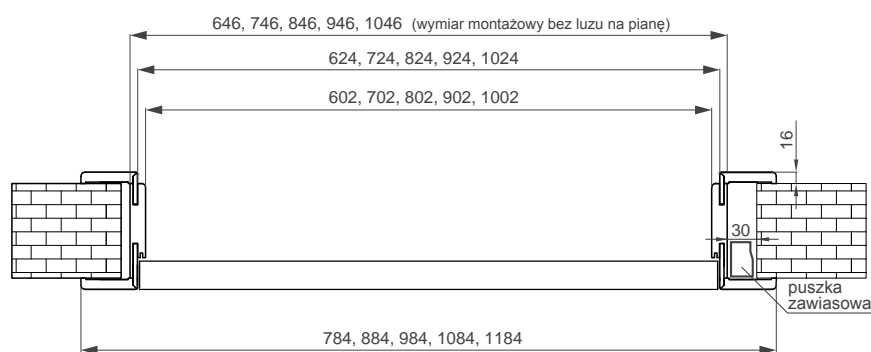 646, 746, 846, 946, 1046 (wymiar montażowy bez luzu na pianę)
624, 724, 824, 924, 1024
602, 702, 802, 902, 1002
16
30
puszka
zawiasowa
784, 884, 984, 1084, 1184